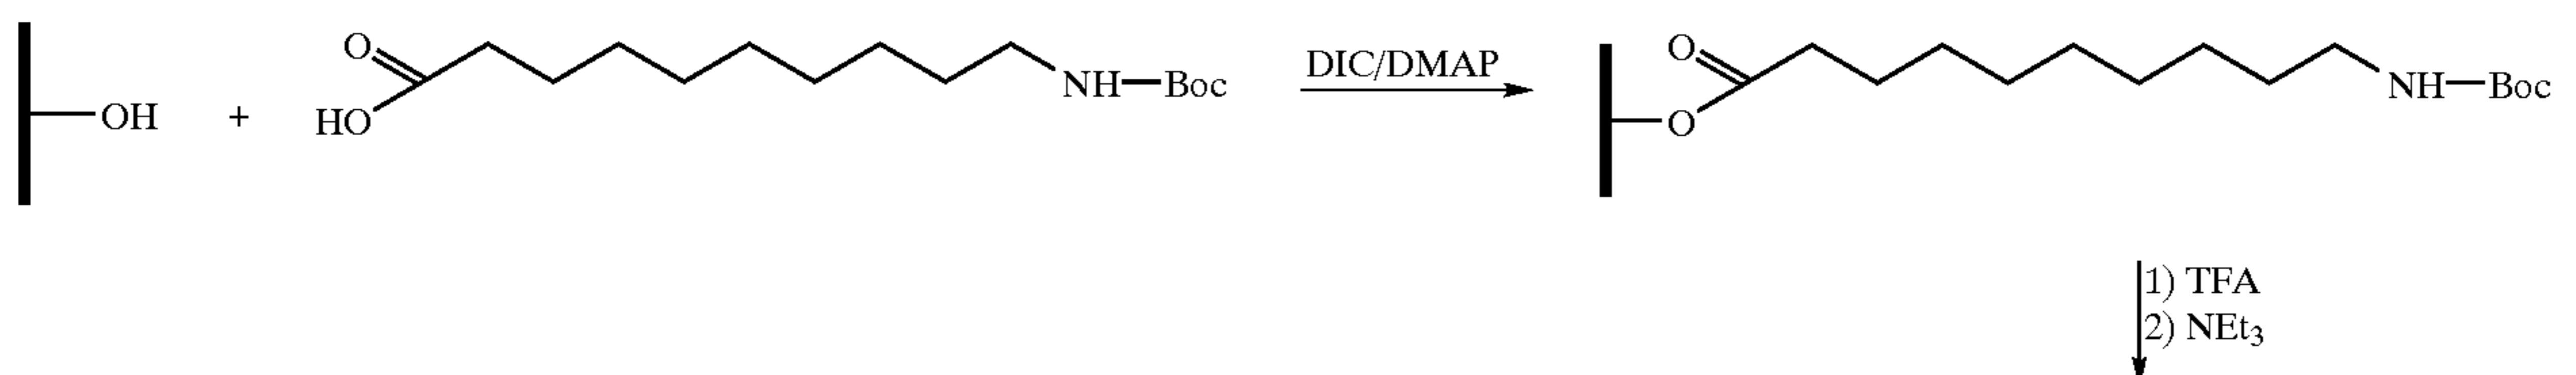 O
OH + HO NH—Boc DIC/DMAP O
O NH—Boc
1) TFA
2) NEt₃